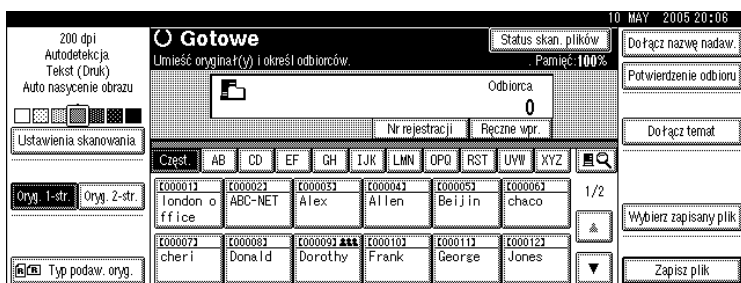 10 MAY 2005 20:06
200 dpi
Autodetekcja
Tekst (Druk)
Auto nasycenie obrazu
Ustawienia skanowania
Oryg. 1-str. Oryg. 2-str.
Typ podaw. oryg.
Gotowe
Status skan. plików
Umieść oryginał(y) i określ odbiorców.
. Pamięć:100%
Odbiorca
0
Nr rejestracji Ręczne wpr.
Częst. AB CD EF GH IJK LMN OPQ RST UVW XYZ
[00001] [00002] [00003] [00004] [00005] [00006]
london o ABC-NET Alex Allen Beijin chaco
ffice
1/2
[00007] [00008] [00009] [00010] [00011] [00012]
cheri Donald Dorothy Frank George Jones
Dołącz nazwę nadaw.
Potwierdzenie odbioru
Dołącz temat
Wybierz zapisany plik
Zapisz plik